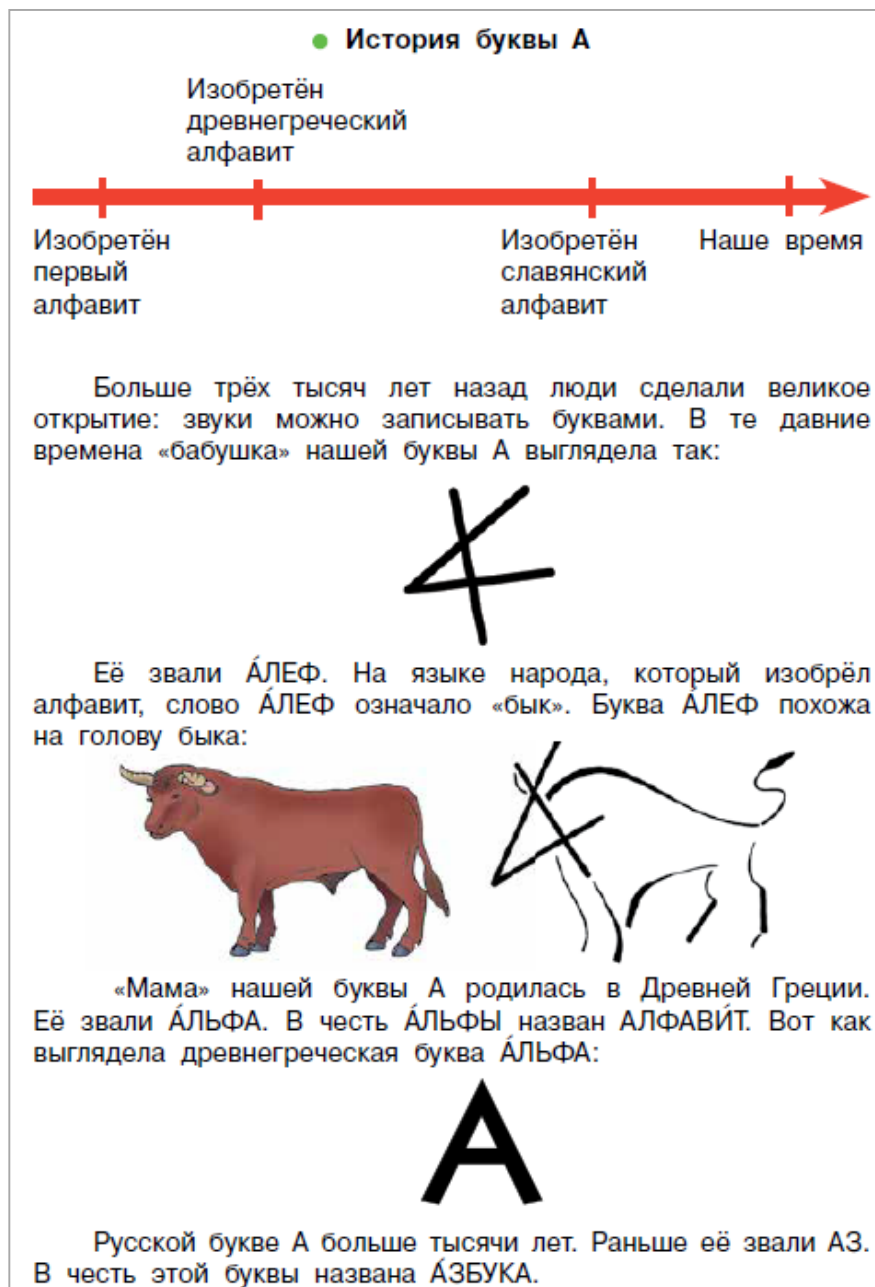 История буквы А
Изобретён
древнегреческий
алфавит
Изобретён
первый
алфавит
Изобретён
славянский
алфавит
Наше время
Больше трёх тысяч лет назад люди сделали великое
открытие: звуки можно записывать буквами. В те давние
времена «бабушка» нашей буквы А выглядела так:
Её звали А́ЛЕФ. На языке народа, который изобрёл
алфавит, слово А́ЛЕФ означало «бык». Буква А́ЛЕФ похожа
на голову быка:
«Мама» нашей буквы А родилась в Древней Греции.
Её звали А́ЛЬФА. В честь А́ЛЬФЫ назван АЛФАВИ́Т. Вот как
выглядела древнегреческая буква А́ЛЬФА:
А
Русской букве А больше тысячи лет. Раньше её звали АЗ.
В честь этой буквы названа А́ЗБУКА.